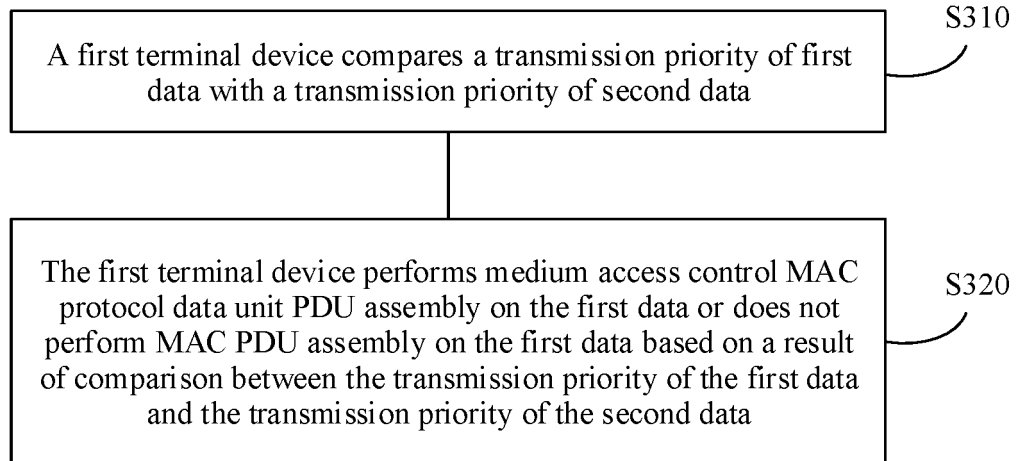 S310
A first terminal device compares a transmission priority of first
data with a transmission priority of second data
The first terminal device performs medium access control MAC
protocol data unit PDU assembly on the first data or does not
perform MAC PDU assembly on the first data based on a result
of comparison between the transmission priority of the first data
and the transmission priority of the second data
S320